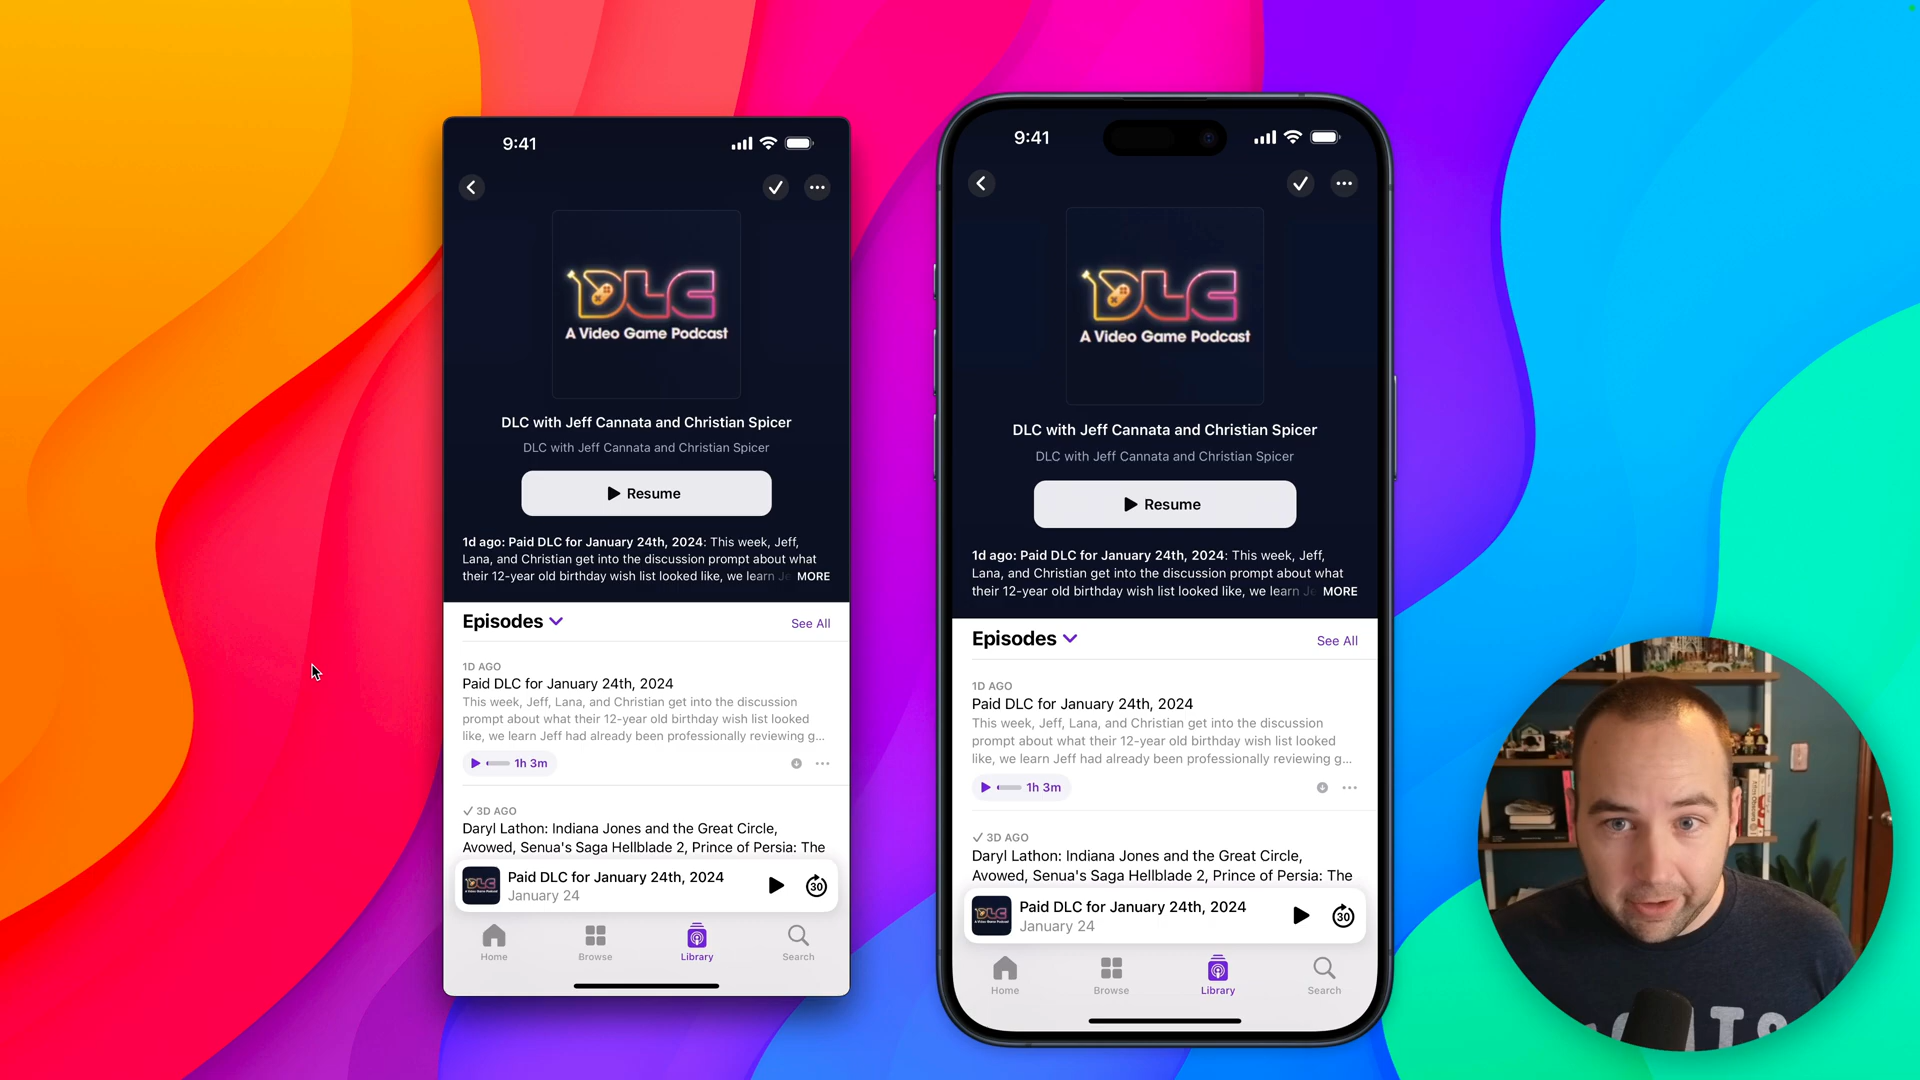 9:41
DLC
A Video Game Podcast
DLC with Jeff Cannata and Christian Spicer
DLC with Jeff Cannata and Christian Spicer
Resume
1d ago: Paid DLC for January 24th, 2024: This week, Jeff,
Lana, and Christian get into the discussion prompt about what
their 12-year old birthday wish list looked like, we learn Je MORE
Episodes
See All
1D AGO
Paid DLC for January 24th, 2024
This week, Jeff, Lana, and Christian get into the discussion
prompt about what their 12-year old birthday wish list looked
like, we learn Jeff had already been professionally reviewing g...
1h 3m
3D AGO
Daryl Lathon: Indiana Jones and the Great Circle,
Avowed, Senua's Saga Hellblade 2, Prince of Persia: The
DLC
Paid DLC for January 24th, 2024
January 24
30
Home
Browse
Library
Search
9:41
DLC
A Video Game Podcast
DLC with Jeff Cannata and Christian Spicer
DLC with Jeff Cannata and Christian Spicer
Resume
1d ago: Paid DLC for January 24th, 2024: This week, Jeff,
Lana, and Christian get into the discussion prompt about what
their 12-year old birthday wish list looked like, we learn Je MORE
Episodes
See All
1D AGO
Paid DLC for January 24th, 2024
This week, Jeff, Lana, and Christian get into the discussion
prompt about what their 12-year old birthday wish list looked
like, we learn Jeff had already been professionally reviewing g...
1h 3m
3D AGO
Daryl Lathon: Indiana Jones and the Great Circle,
Avowed, Senua's Saga Hellblade 2, Prince of Persia: The
DLC
Paid DLC for January 24th, 2024
January 24
30
Home
Browse
Library
Search